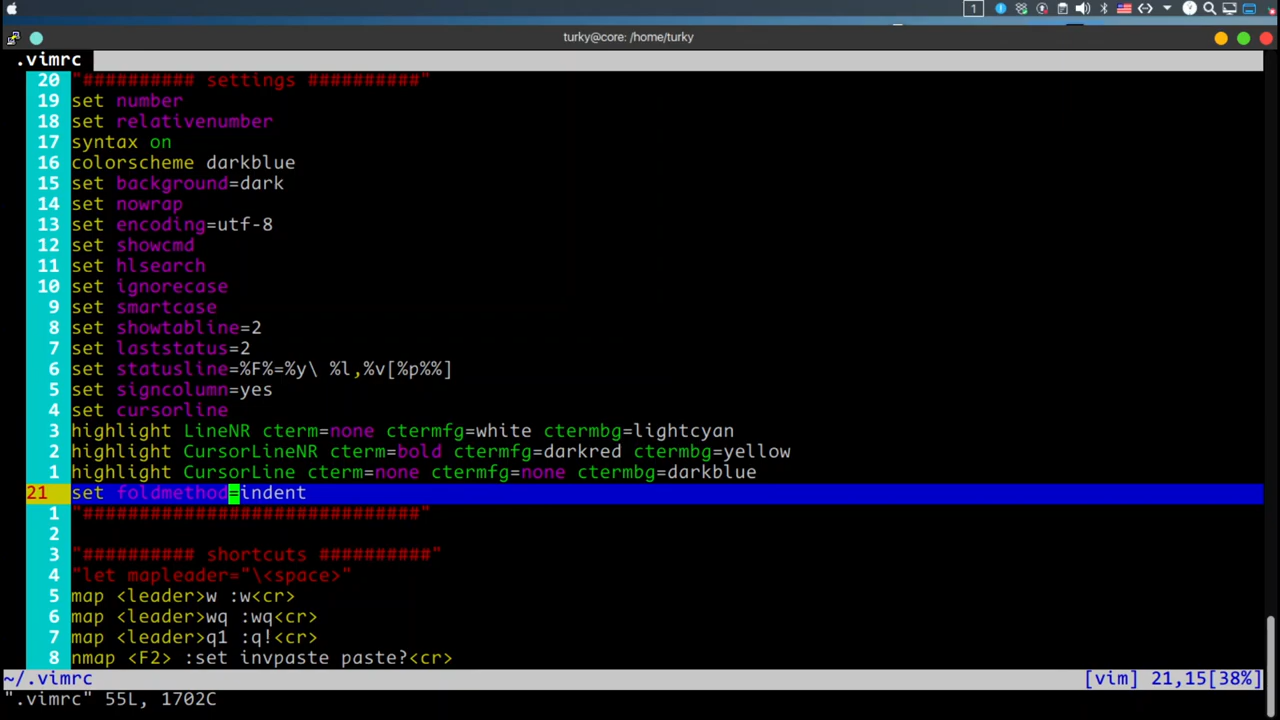 1
turky@core: /home/turky
.vimrc
20 "########## settings ##########"
19 set number
18 set relativenumber
17 syntax on
16 colorscheme darkblue
15 set background=dark
14 set nowrap
13 set encoding=utf-8
12 set showcmd
11 set hlsearch
10 set ignorecase
9 set smartcase
8 set showtabline=2
7 set laststatus=2
6 set statusline=%F%=%y\ %l,%v[%p%%]
5 set signcolumn=yes
4 set cursorline
3 highlight LineNR cterm=none ctermfg=white ctermbg=lightcyan
2 highlight CursorLineNR cterm=bold ctermfg=darkred ctermbg=yellow
1 highlight CursorLine cterm=none ctermfg=none ctermbg=darkblue
21 set foldmethod=indent
1 "##############################"
2
3 "########## shortcuts ##########"
4 "let mapleader="\<space>"
5 map <leader>w :w<cr>
6 map <leader>wq :wq<cr>
7 map <leader>q1 :q!<cr>
8 nmap <F2> :set invpaste paste?<cr>
~/.vimrc [vim] 21,15[38%]
".vimrc" 55L, 1702C